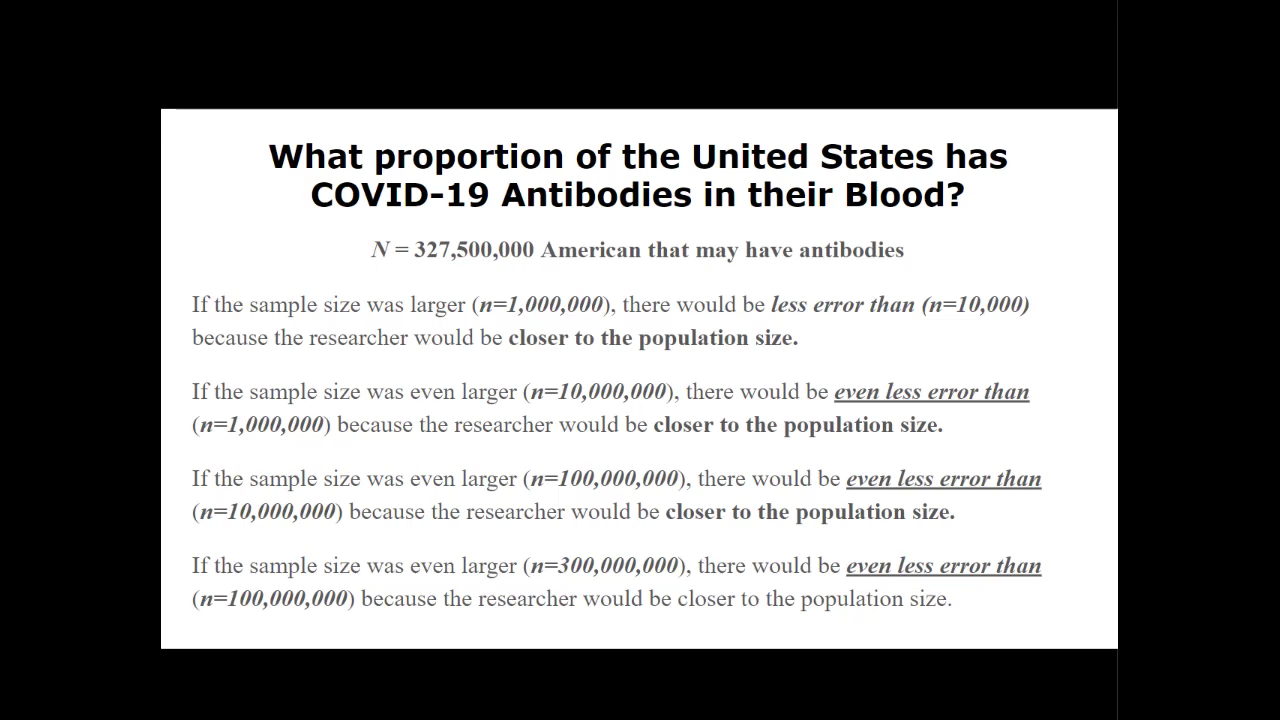 What proportion of the United States has
COVID-19 Antibodies in their Blood?
N = 327,500,000 American that may have antibodies
If the sample size was larger (n=1,000,000), there would be less error than (n=10,000)
because the researcher would be closer to the population size.
If the sample size was even larger (n=10,000,000), there would be even less error than
(n=1,000,000) because the researcher would be closer to the population size.
If the sample size was even larger (n=100,000,000), there would be even less error than
(n=10,000,000) because the researcher would be closer to the population size.
If the sample size was even larger (n=300,000,000), there would be even less error than
(n=100,000,000) because the researcher would be closer to the population size.